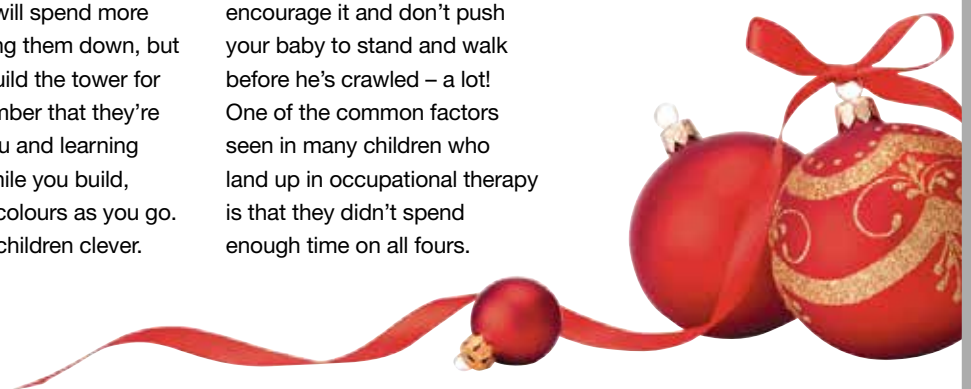 will spend more
ng them down, but
uild the tower for
mber that they're
u and learning
hile you build,
colours as you go.
children clever.
encourage it and don't push
your baby to stand and walk
before he's crawled – a lot!
One of the common factors
seen in many children who
land up in occupational therapy
is that they didn't spend
enough time on all fours.